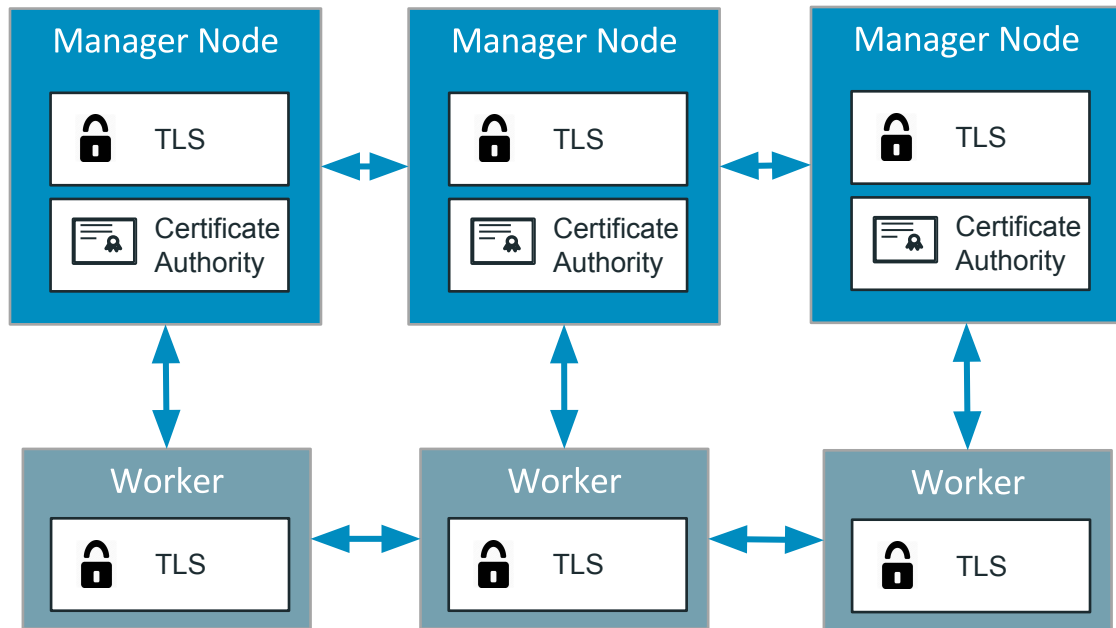 Manager Node
Manager Node
Manager Node
TLS
TLS
TLS
Certificate
Authority
Certificate
Authority
Certificate
Authority
Worker
Worker
Worker
TLS
TLS
TLS